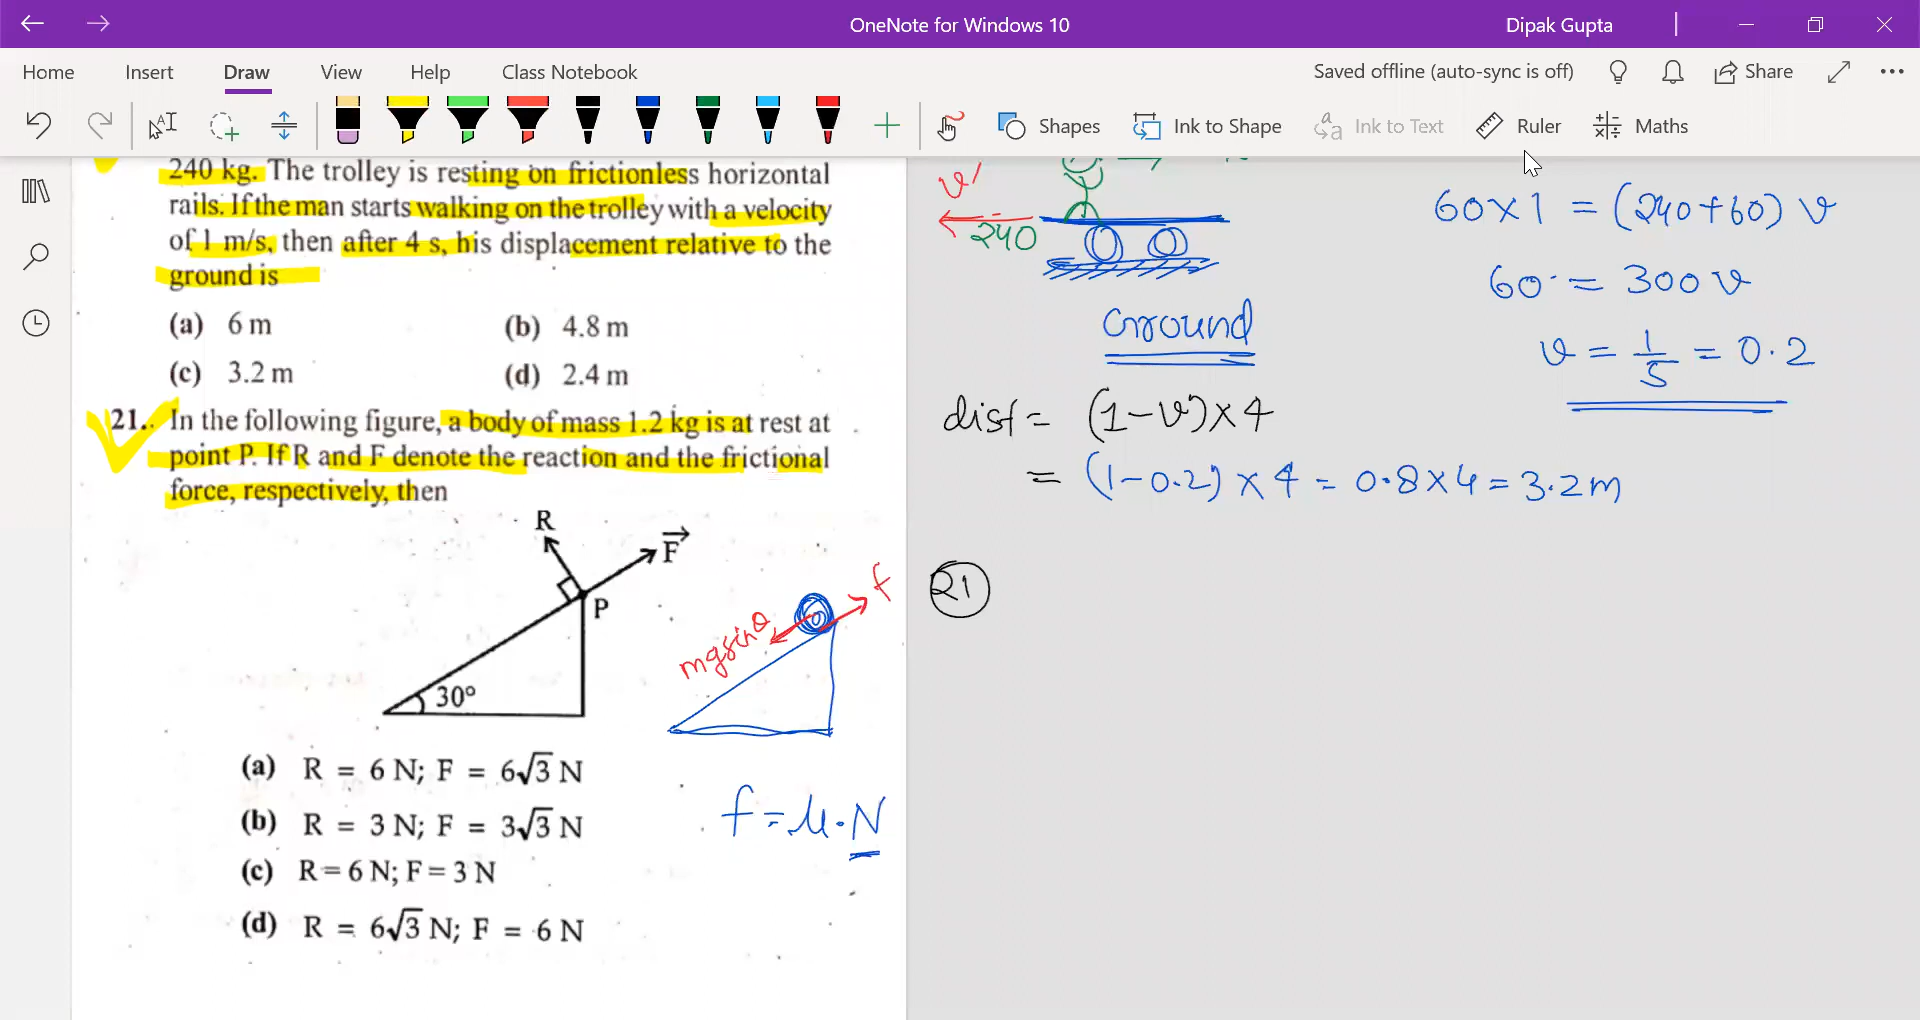 OneNote for Windows 10
Dipak Gupta
Home Insert Draw View Help Class Notebook
Saved offline (auto-sync is off) Share
Shapes Ink to Shape Ink to Text Ruler Maths
240 kg. The trolley is resting on frictionless horizontal
rails. If the man starts walking on the trolley with a velocity
of 1 m/s, then after 4 s, his displacement relative to the
ground is
(a) 6 m (b) 4.8 m
(c) 3.2 m (d) 2.4 m
21. In the following figure, a body of mass 1.2 kg is at rest at
point P. If R and F denote the reaction and the frictional
force, respectively, then
R
F
P
30°
mgsinθ
f
(a) R = 6 N; F = 6√3 N
(b) R = 3 N; F = 3√3 N
(c) R = 6 N; F = 3 N
(d) R = 6√3 N; F = 6 N
f = μ·N
v'
240
Ground
60×1 = (240+60) v
60 = 300 v
v = 1/5 = 0.2
dist = (1-v)×4
= (1-0.2) × 4 = 0.8×4 = 3.2m
21